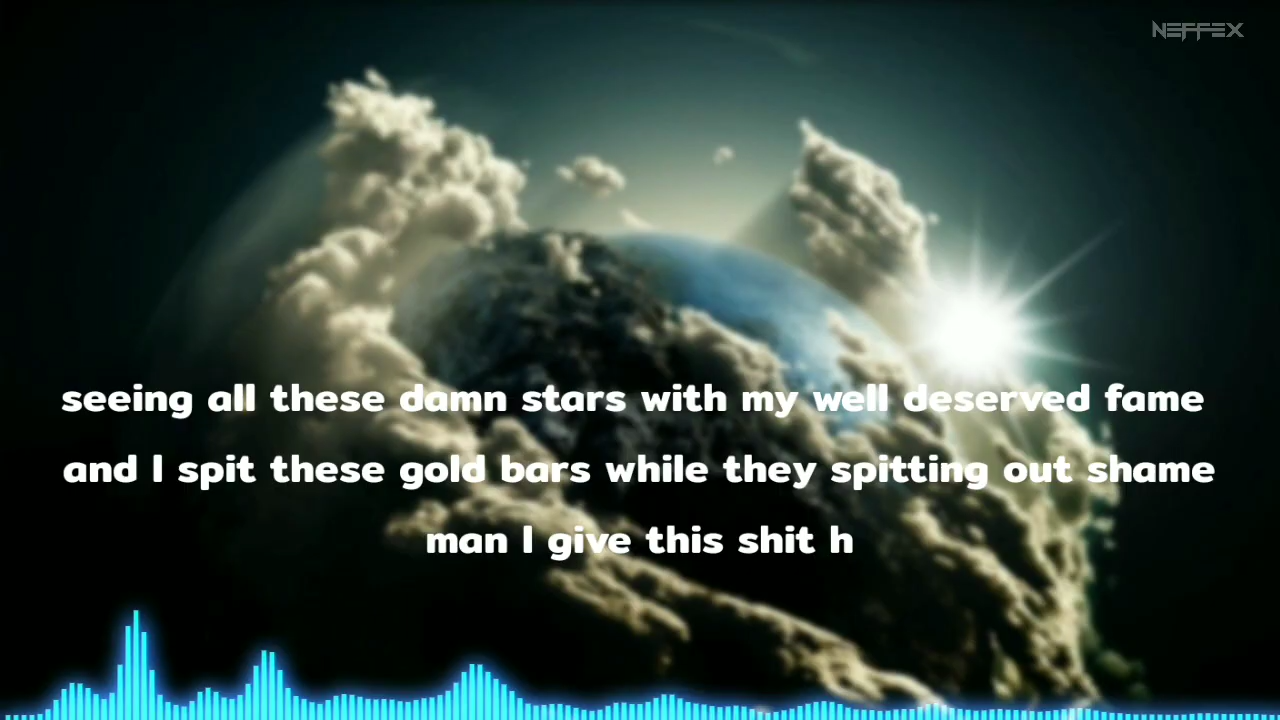 NEFFEX
seeing all these damn stars with my well deserved fame
and I spit these gold bars while they spitting out shame
man I give this shit h